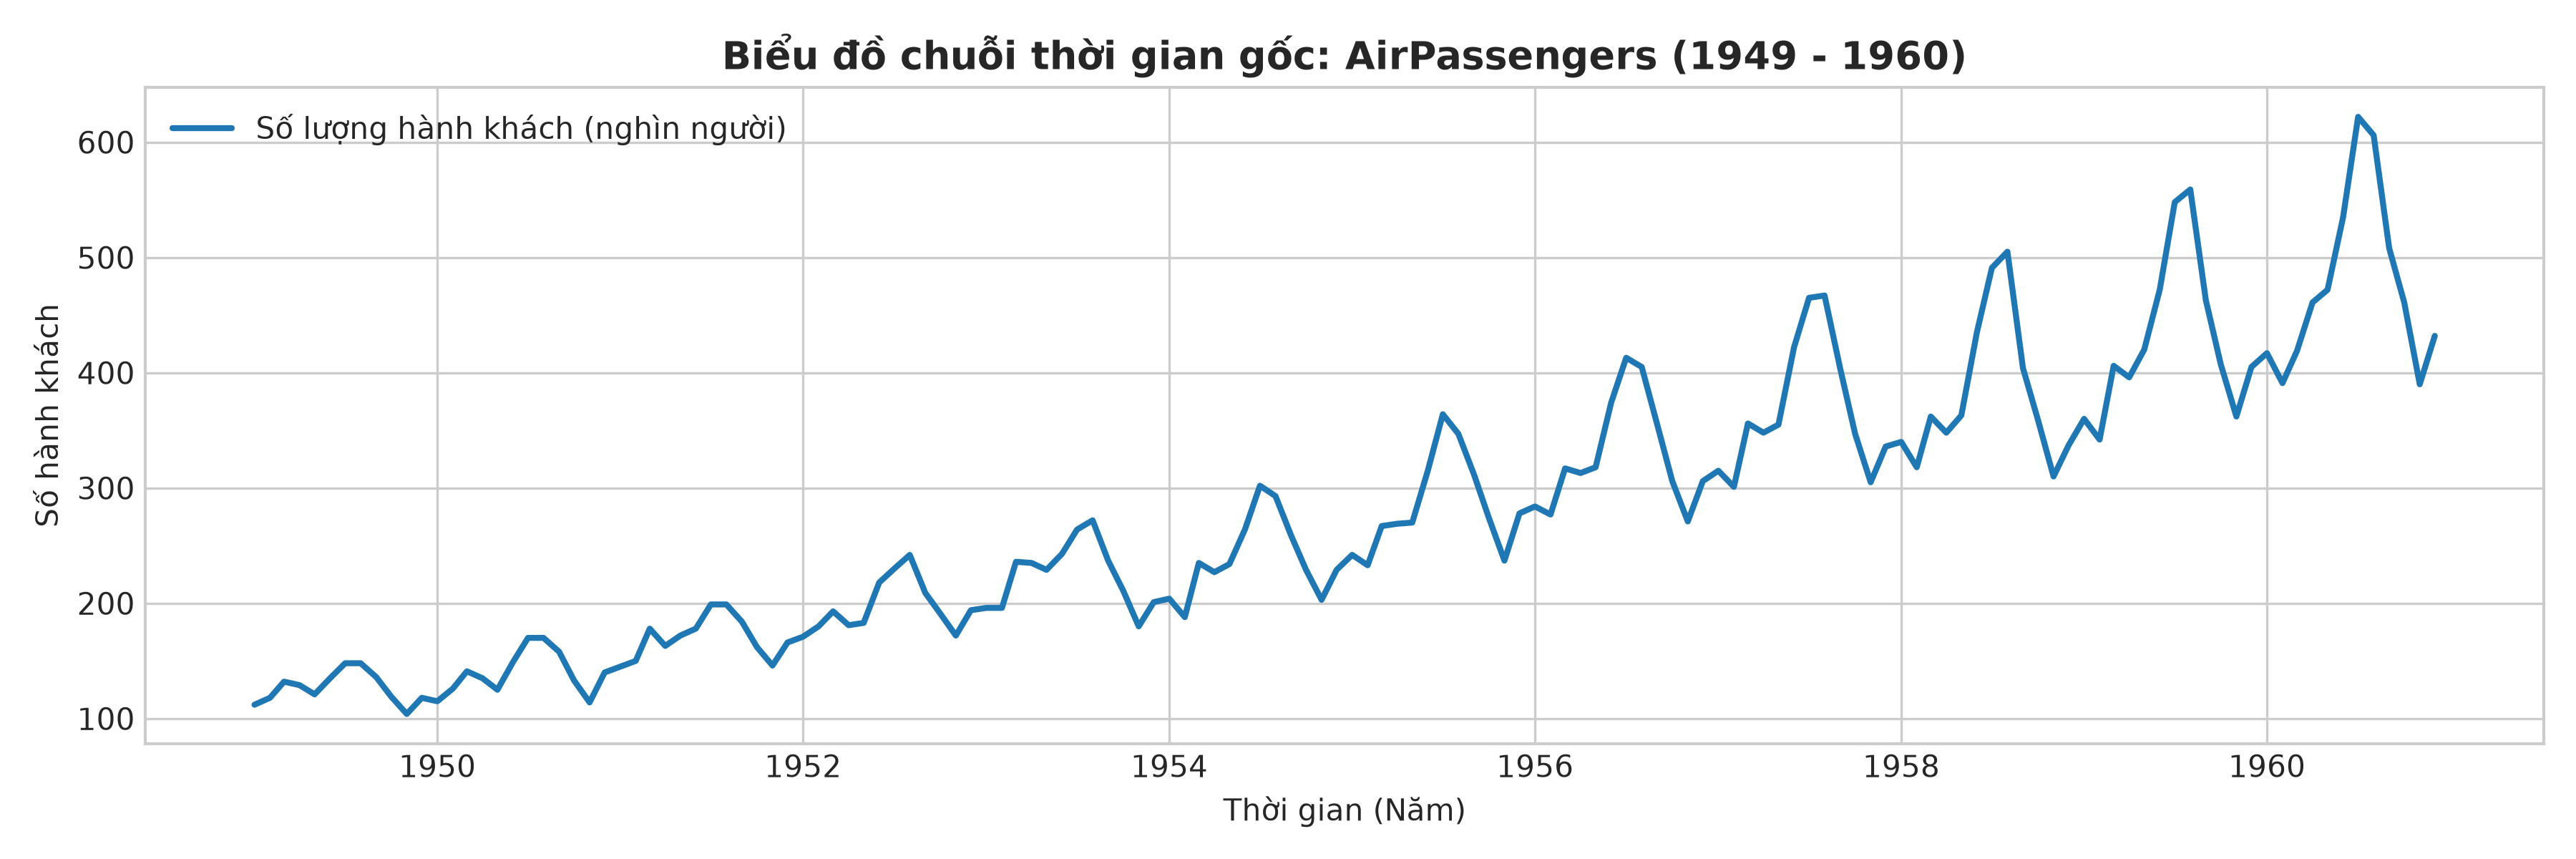 Biểu đồ chuỗi thời gian gốc: AirPassengers (1949 - 1960)
Số lượng hành khách (nghìn người)
600
500
400
300
200
100
Số hành khách
1950 1952 1954 1956 1958 1960
Thời gian (Năm)